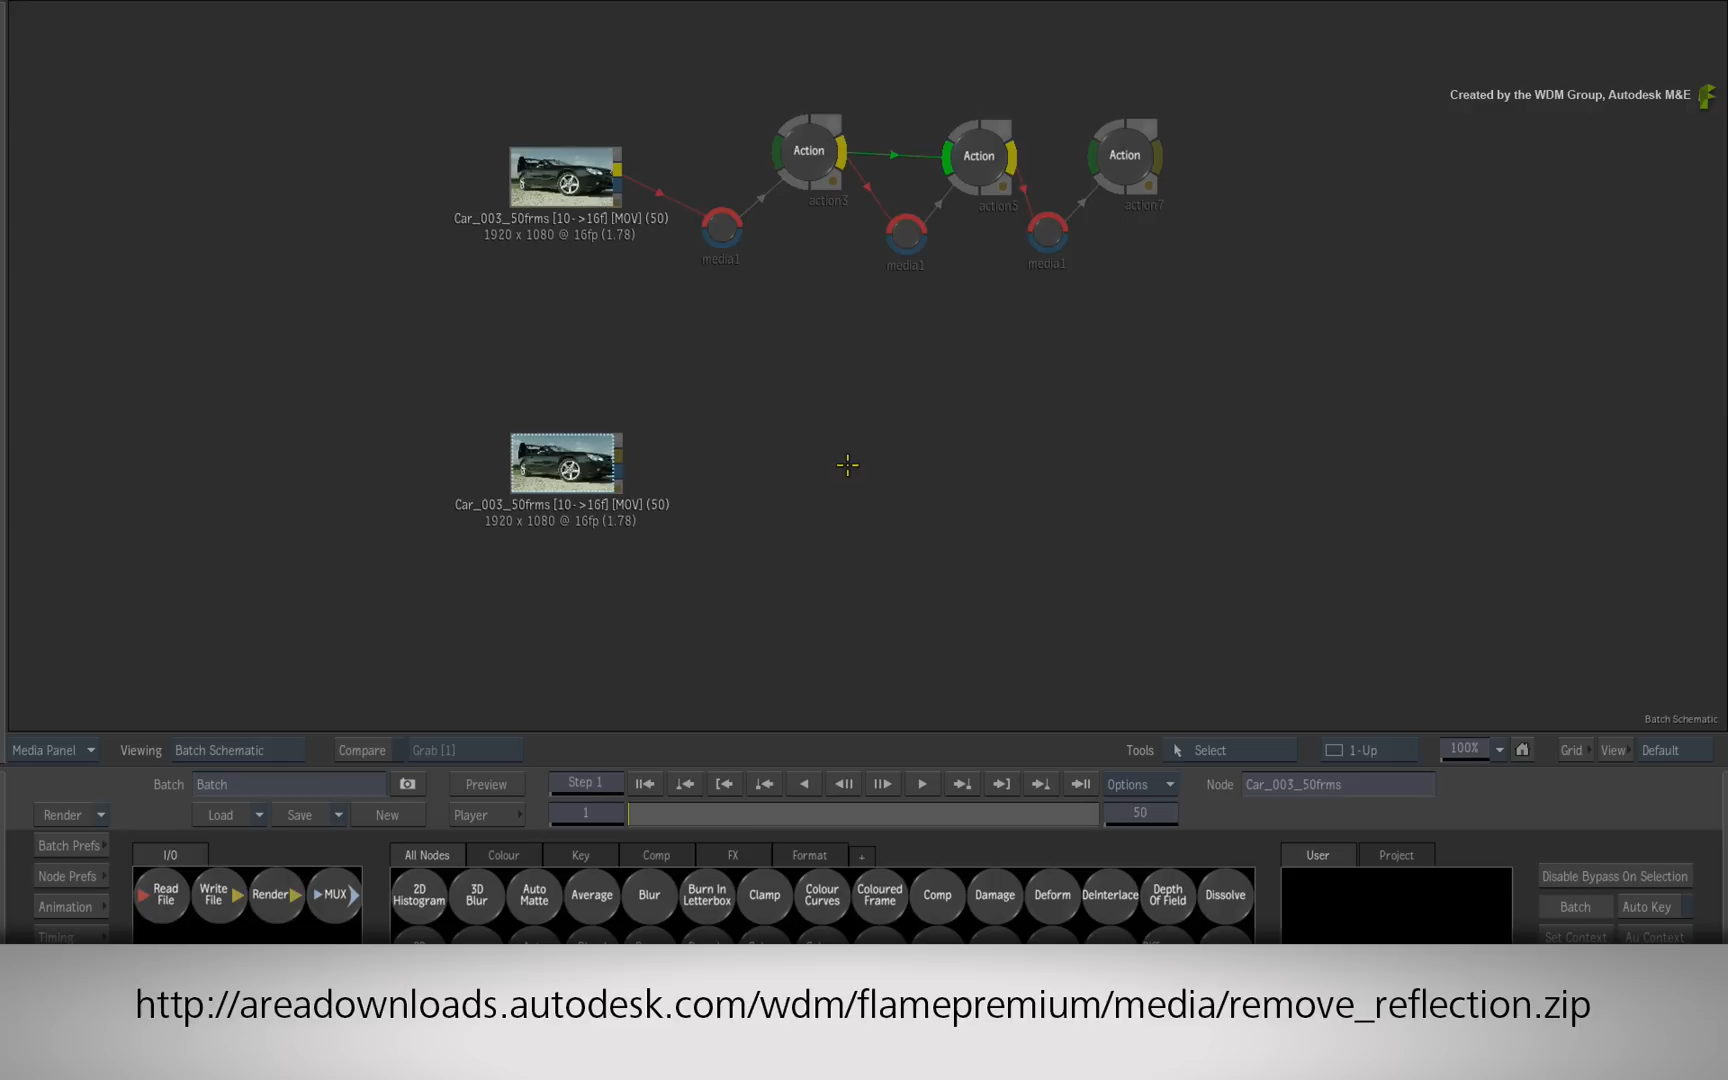 Created by the WDM Group, Autodesk M&E
Action
Action
Action
action3
action5
action7
Car_003_50frms [10->16f] [MOV] (50)
1920 x 1080 @ 16fp (1.78)
media1
media1
media1
Car_003_50frms [10->16f] [MOV] (50)
1920 x 1080 @ 16fp (1.78)
Batch Schematic
Media Panel Viewing Batch Schematic Compare Grab [1] Tools Select 1-Up 100% Grid View Default
Batch Batch Preview Step 1 Options Node Car_003_50frms
Render Load Save New Player 1 50
Batch Prefs I/O All Nodes Colour Key Comp FX Format + User Project
Node Prefs Disable Bypass On Selection
Read File Write File Render MUX 2D Histogram 3D Blur Auto Matte Average Blur Burn In Letterbox Clamp Colour Curves Coloured Frame Comp Damage Deform DeInterlace Depth Of Field Dissolve
Animation Batch Auto Key
Timing Set Context Au Context
http://areadownloads.autodesk.com/wdm/flamepremium/media/remove_reflection.zip